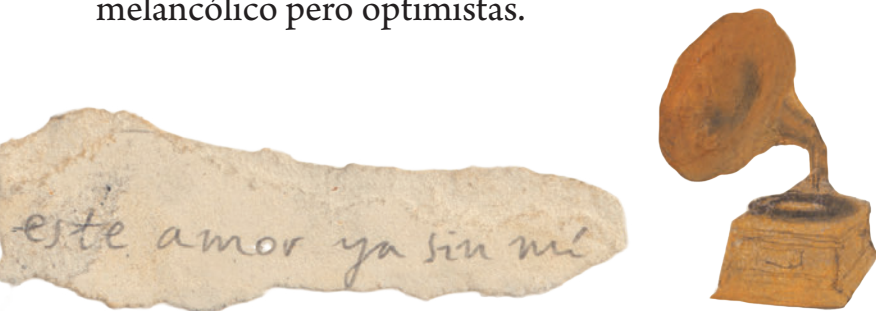 melancólico pero optimistas.
este amor ya sin mí